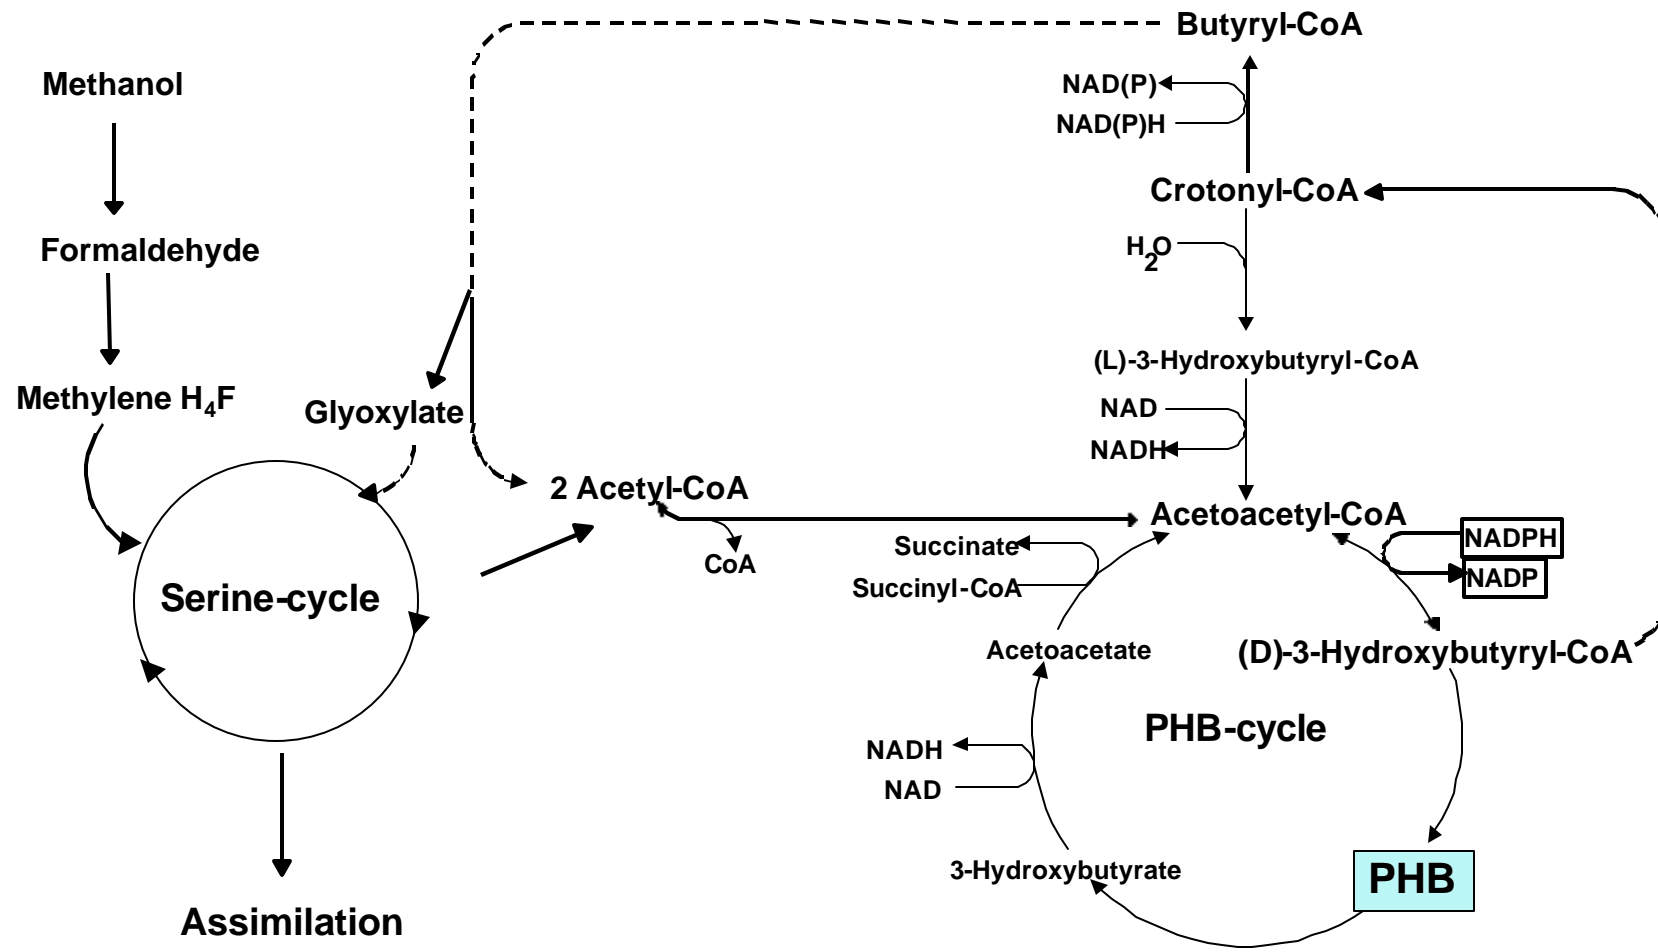 Butyryl-CoA
Methanol
NAD(P)
NAD(P)H
Crotonyl-CoA
Formaldehyde
H2O
(L)-3-Hydroxybutyryl-CoA
Methylene H4F
Glyoxylate
NAD
NADH
2 Acetyl-CoA
Acetoacetyl-CoA
NADPH
Succinate
CoA
NADP
Succinyl-CoA
Serine-cycle
Acetoacetate
(D)-3-Hydroxybutyryl-CoA
PHB-cycle
NADH
NAD
3-Hydroxybutyrate
PHB
Assimilation